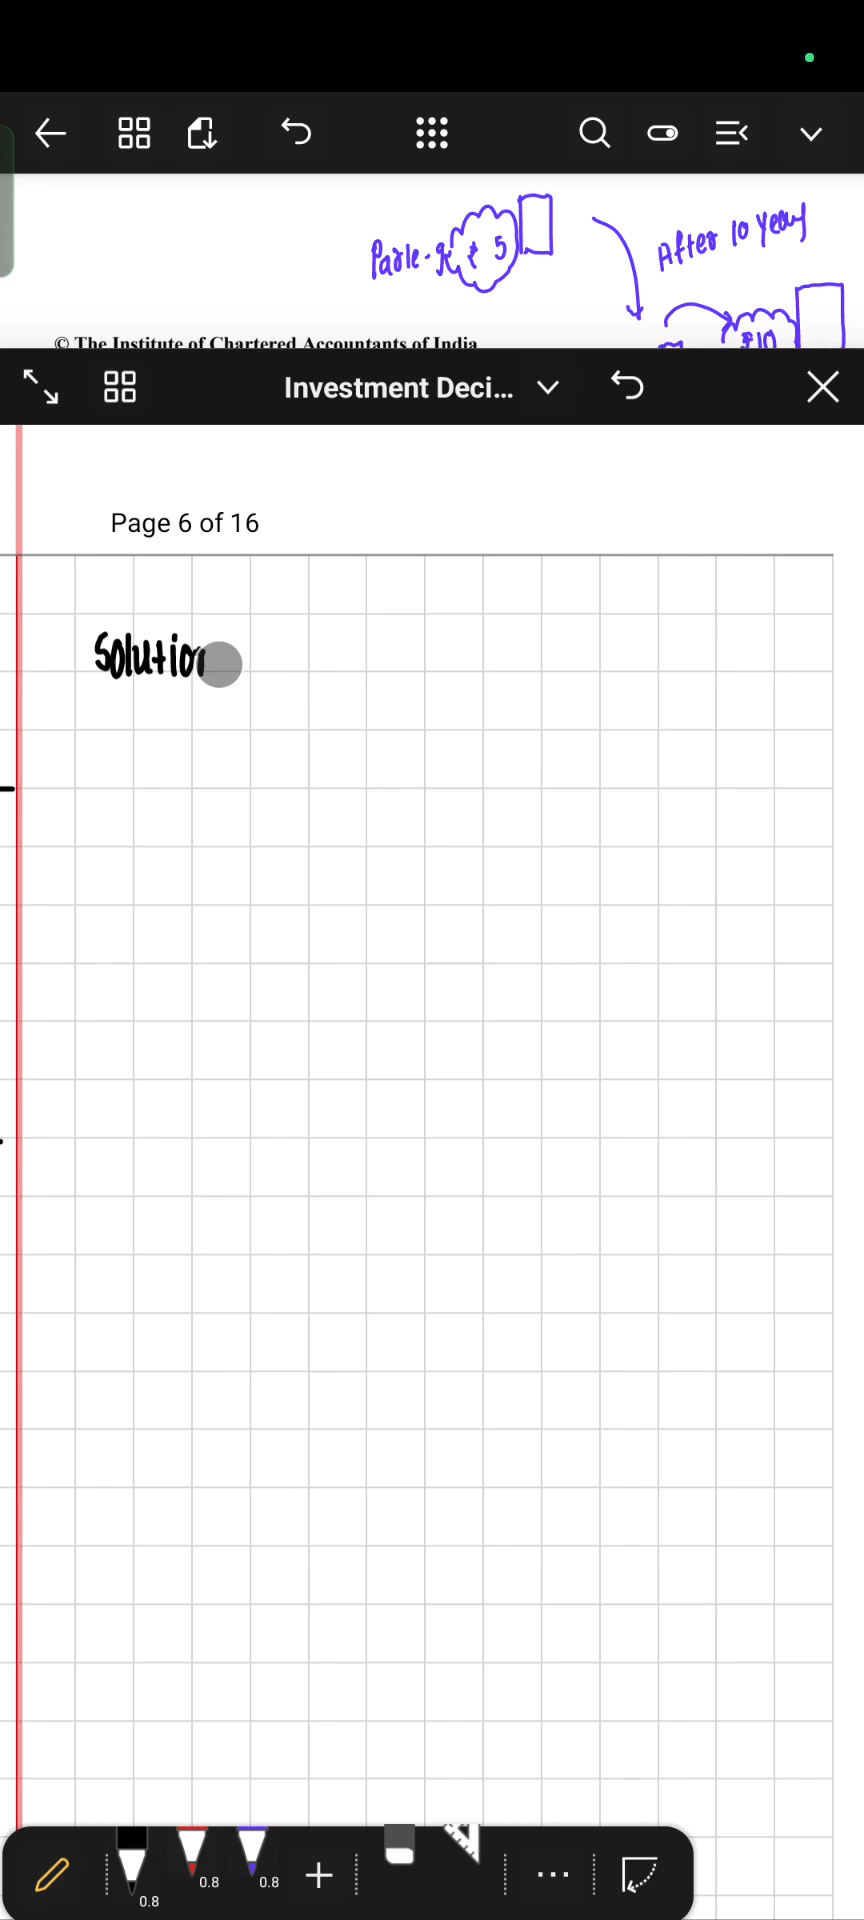 Parle-g ₹ 5
After 10 years
₹10
© The Institute of Chartered Accountants of India
Investment Deci...
Page 6 of 16
Solution
0.8
0.8
0.8